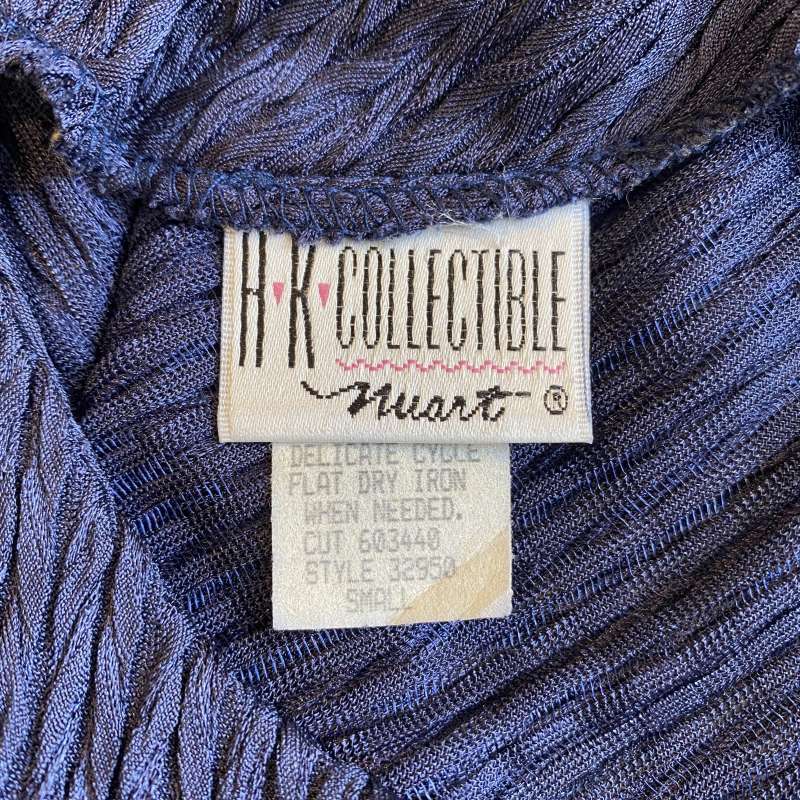 H▾K▾COLLECTIBLE
Nuart ®
DELICATE CYCLE
FLAT DRY IRON
WHEN NEEDED.
CUT 603440
STYLE 32950
SMALL